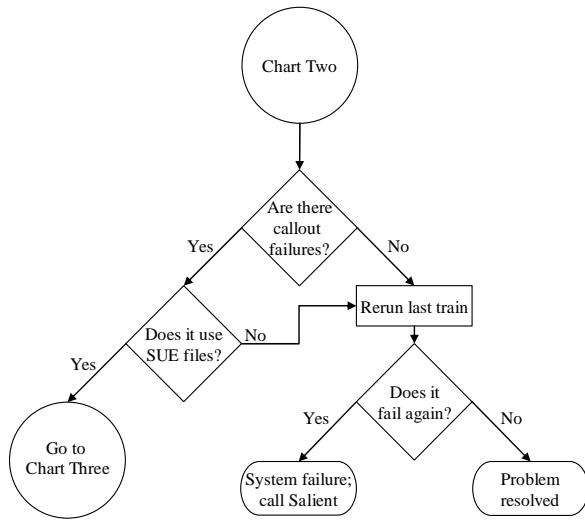 Chart Two
Are there
callout
failures?
Yes
No
Does it use
SUE files?
No
Rerun last train
Yes
Does it
fail again?
Yes
No
Go to
Chart Three
System failure;
call Salient
Problem
resolved